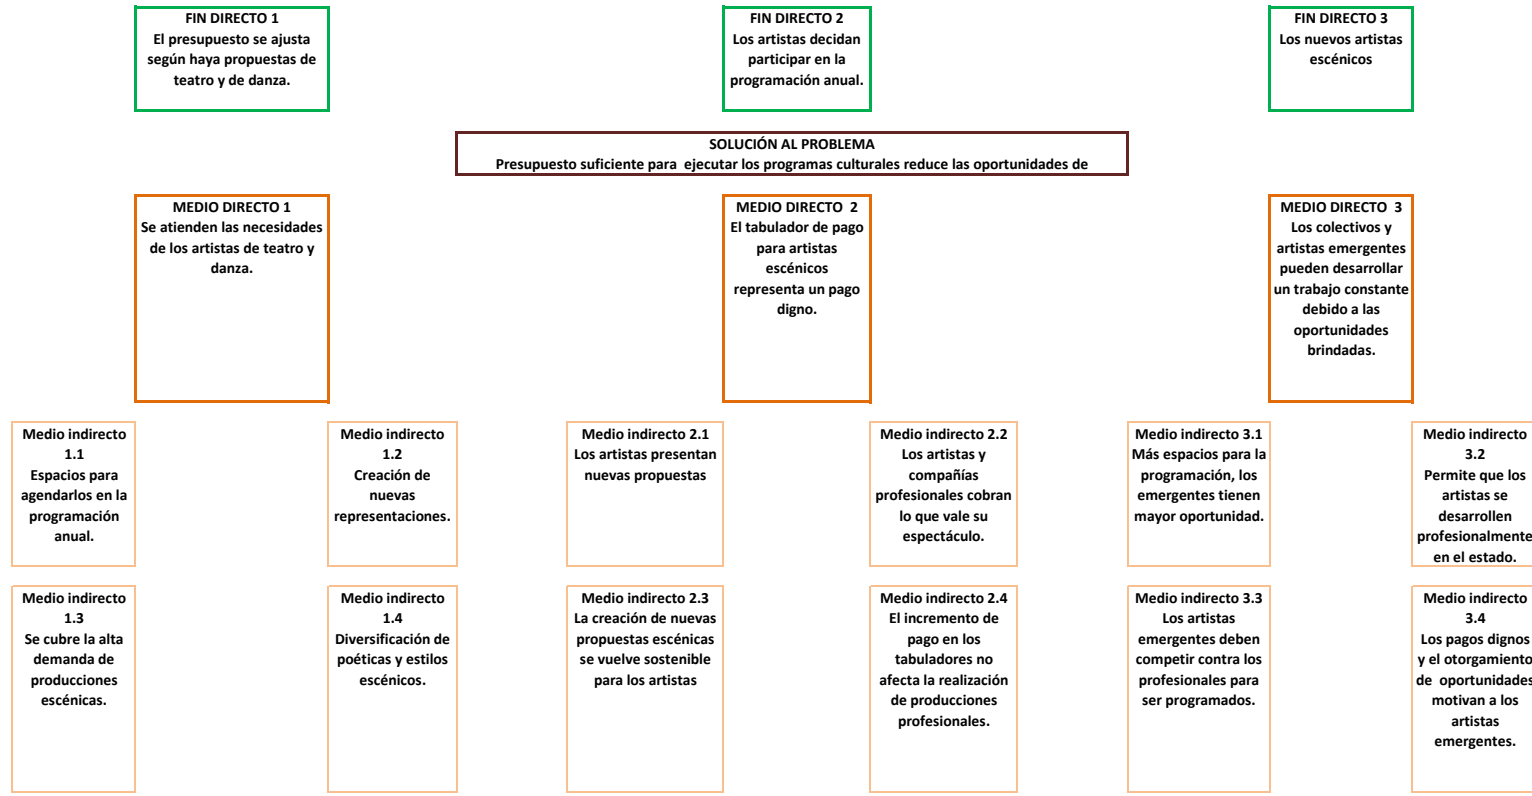 FIN DIRECTO 1
El presupuesto se ajusta
según haya propuestas de
teatro y de danza.
FIN DIRECTO 2
Los artistas decidan
participar en la
programación anual.
FIN DIRECTO 3
Los nuevos artistas
escénicos
SOLUCIÓN AL PROBLEMA
Presupuesto suficiente para ejecutar los programas culturales reduce las oportunidades de
MEDIO DIRECTO 1
Se atienden las necesidades
de los artistas de teatro y
danza.
MEDIO DIRECTO 2
El tabulador de pago
para artistas
escénicos
representa un pago
digno.
MEDIO DIRECTO 3
Los colectivos y
artistas emergentes
pueden desarrollar
un trabajo constante
debido a las
oportunidades
brindadas.
Medio indirecto
1.1
Espacios para
agendarlos en la
programación
anual.
Medio indirecto
1.2
Creación de
nuevas
representaciones.
Medio indirecto 2.1
Los artistas presentan
nuevas propuestas
Medio indirecto 2.2
Los artistas y
compañías
profesionales cobran
lo que vale su
espectáculo.
Medio indirecto 3.1
Más espacios para la
programación, los
emergentes tienen
mayor oportunidad.
Medio indirecto
3.2
Permite que los
artistas se
desarrollen
profesionalmente
en el estado.
Medio indirecto
1.3
Se cubre la alta
demanda de
producciones
escénicas.
Medio indirecto
1.4
Diversificación de
poéticas y estilos
escénicos.
Medio indirecto 2.3
La creación de nuevas
propuestas escénicas
se vuelve sostenible
para los artistas
Medio indirecto 2.4
El incremento de
pago en los
tabuladores no
afecta la realización
de producciones
profesionales.
Medio indirecto 3.3
Los artistas
emergentes deben
competir contra los
profesionales para
ser programados.
Medio indirecto
3.4
Los pagos dignos
y el otorgamiento
de oportunidades
motivan a los
artistas
emergentes.